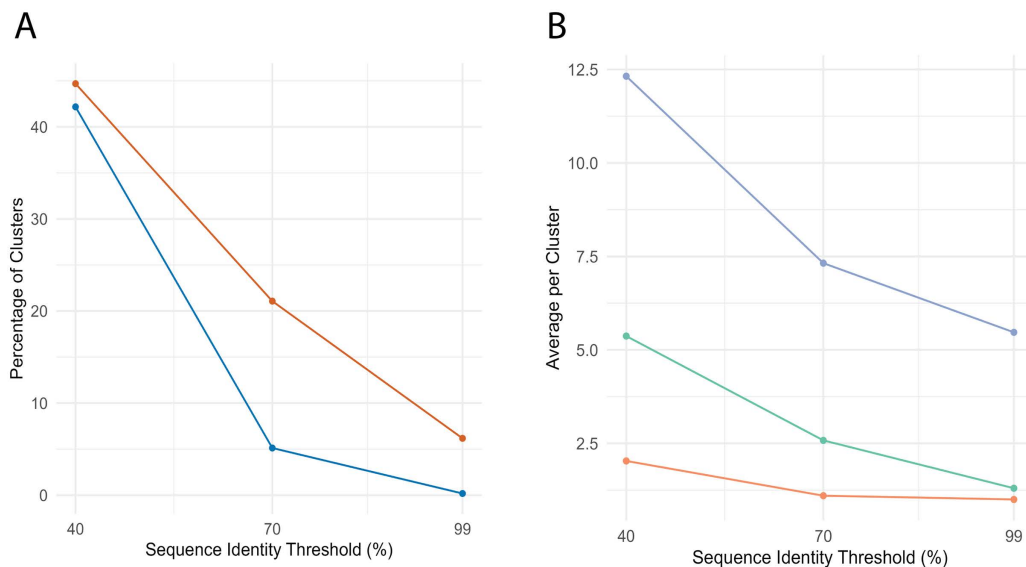 A
Percentage of Clusters
40
30
20
10
0
40 70 99
Sequence Identity Threshold (%)
B
Average per Cluster
12.5
10.0
7.5
5.0
2.5
40 70 99
Sequence Identity Threshold (%)